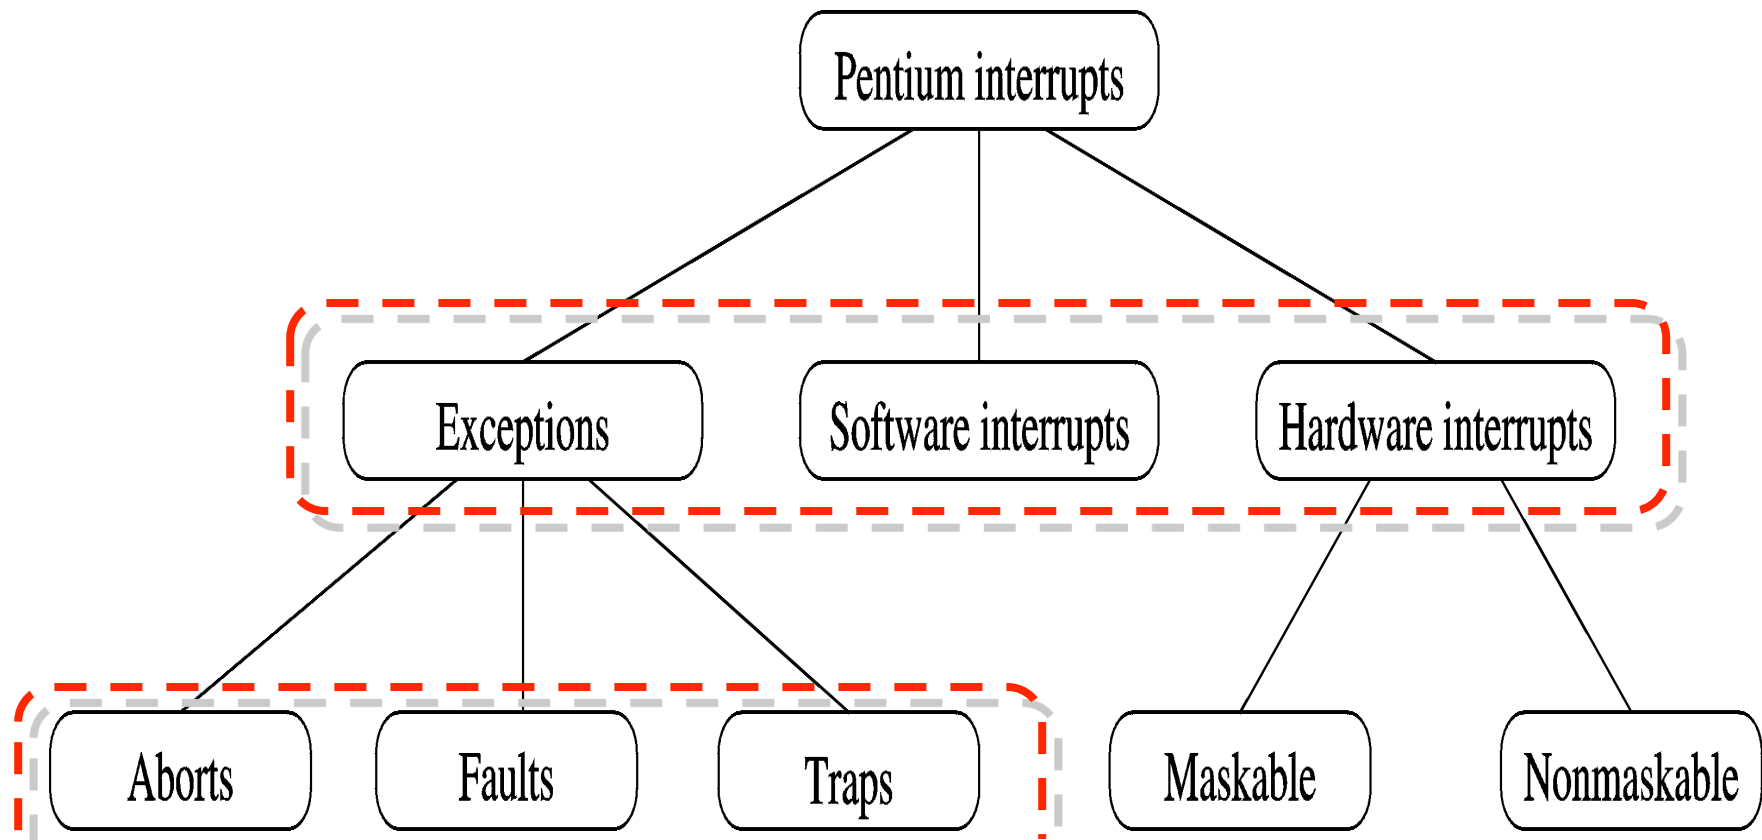 Pentium interrupts
Exceptions
Software interrupts
Hardware interrupts
Aborts
Faults
Traps
Maskable
Nonmaskable